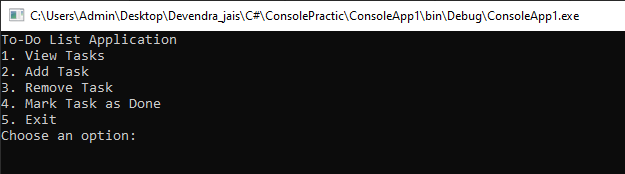 C:\Users\Admin\Desktop\Devendra_jais\C#\ConsolePractic\ConsoleApp1\bin\Debug\ConsoleApp1.exe
To-Do List Application
1. View Tasks
2. Add Task
3. Remove Task
4. Mark Task as Done
5. Exit
Choose an option: